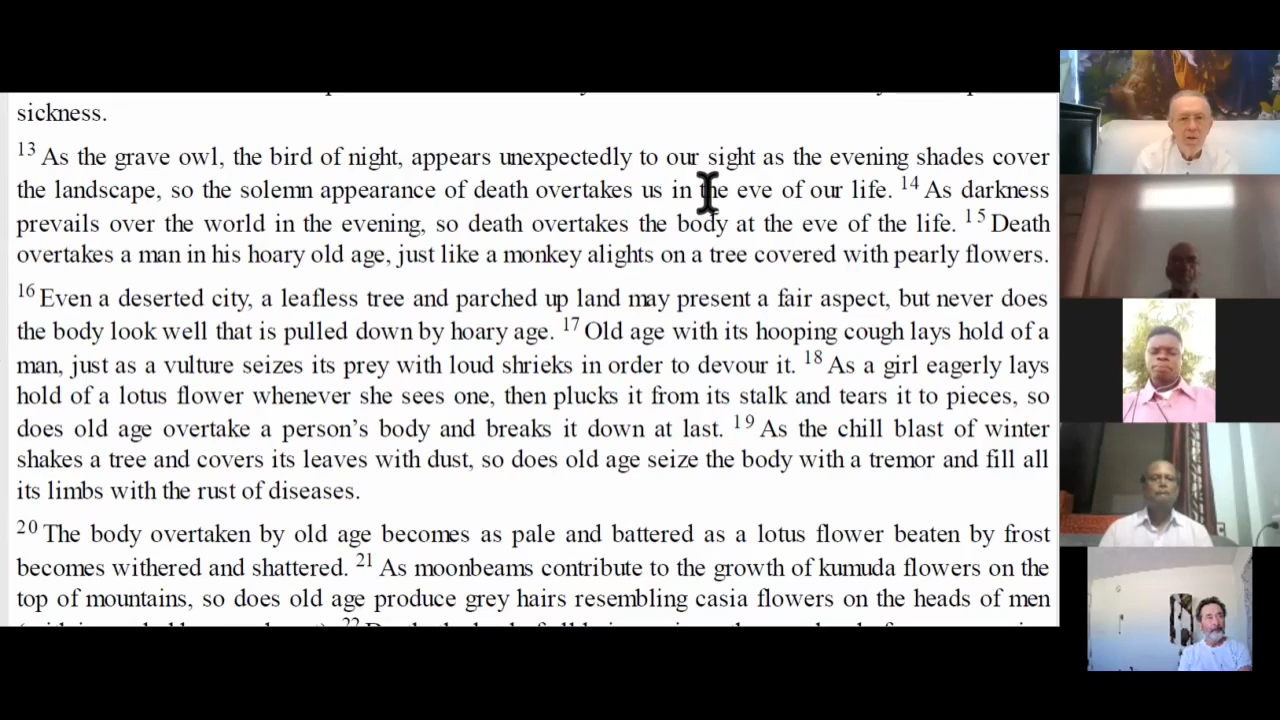 sickness.
13 As the grave owl, the bird of night, appears unexpectedly to our sight as the evening shades cover
the landscape, so the solemn appearance of death overtakes us in the eve of our life. 14 As darkness
prevails over the world in the evening, so death overtakes the body at the eve of the life. 15 Death
overtakes a man in his hoary old age, just like a monkey alights on a tree covered with pearly flowers.
16 Even a deserted city, a leafless tree and parched up land may present a fair aspect, but never does
the body look well that is pulled down by hoary age. 17 Old age with its hooping cough lays hold of a
man, just as a vulture seizes its prey with loud shrieks in order to devour it. 18 As a girl eagerly lays
hold of a lotus flower whenever she sees one, then plucks it from its stalk and tears it to pieces, so
does old age overtake a person's body and breaks it down at last. 19 As the chill blast of winter
shakes a tree and covers its leaves with dust, so does old age seize the body with a tremor and fill all
its limbs with the rust of diseases.
20 The body overtaken by old age becomes as pale and battered as a lotus flower beaten by frost
becomes withered and shattered. 21 As moonbeams contribute to the growth of kumuda flowers on the
top of mountains, so does old age produce grey hairs resembling casia flowers on the heads of men